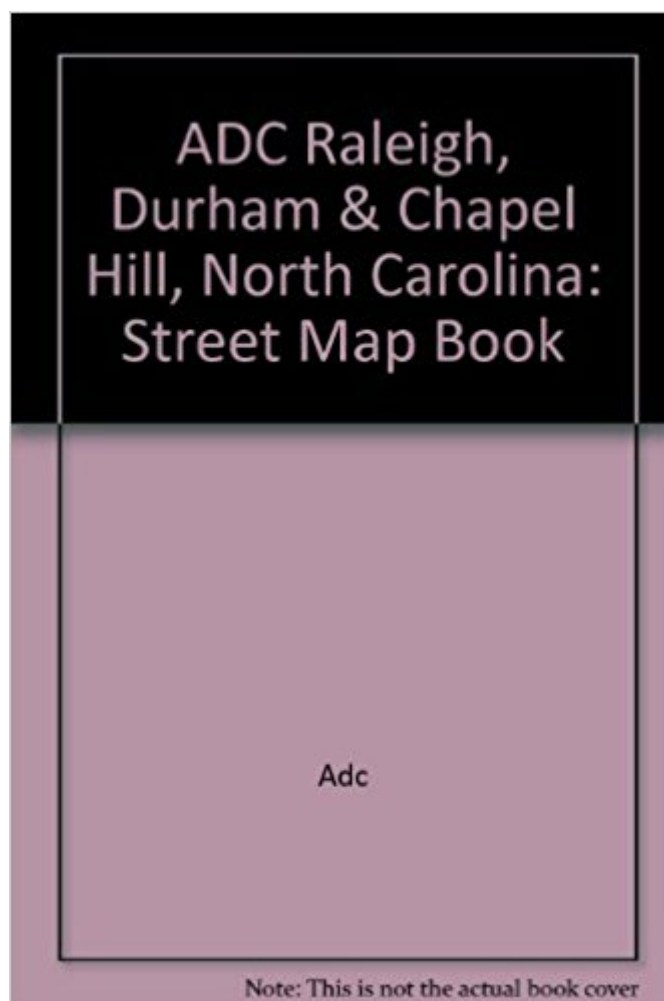 ADC Raleigh,
Durham & Chapel
Hill, North Carolina:
Street Map Book
Adc
Note: This is not the actual book cover